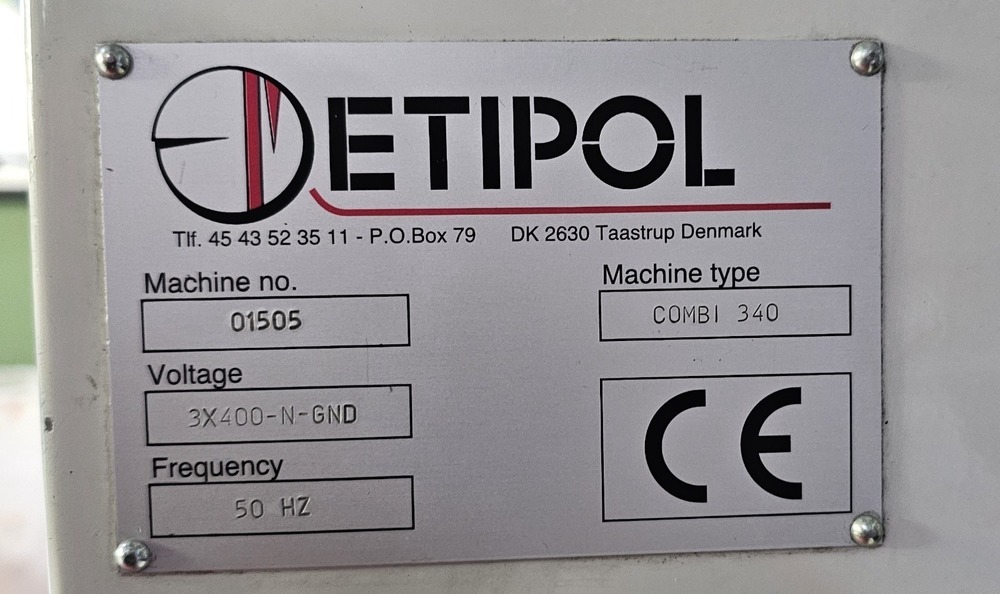 ETIPOL
Tlf. 45 43 52 35 11 - P.O.Box 79 DK 2630 Taastrup Denmark
Machine no.
01505
Machine type
COMBI 340
Voltage
3X400-N-GND
Frequency
50 HZ
CE